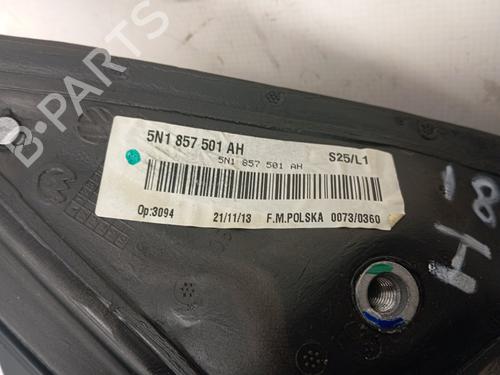 5N1 857 501 AH
5N1 857 501 AH
S25/L1
Op:3094
21/11/13
F.M.POLSKA
0073/0360
H8
B-PARTS